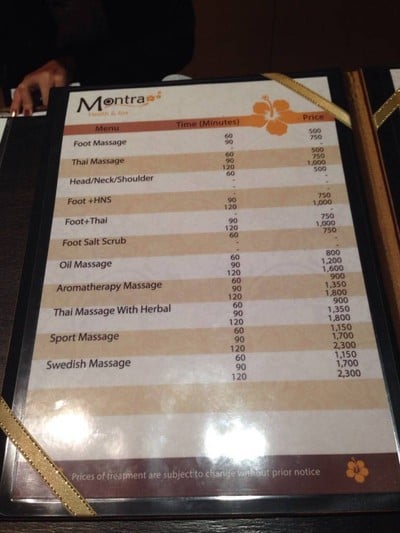 Montra
Health & Spa
Menu Time (Minutes) Price
Foot Massage 60 500
90 750
-
Thai Massage 60 500
90 750
120 1,000
Head/Neck/Shoulder 60 500
-
-
Foot +HNS 90 750
120 1,000
-
Foot+Thai 90 750
120 1,000
Foot Salt Scrub 60 750
-
-
Oil Massage 60 800
90 1,200
120 1,600
Aromatherapy Massage 60 900
90 1,350
120 1,800
Thai Massage With Herbal 60 900
90 1,350
120 1,800
Sport Massage 60 1,150
90 1,700
120 2,300
Swedish Massage 60 1,150
90 1,700
120 2,300
Prices of treatment are subject to change without prior notice